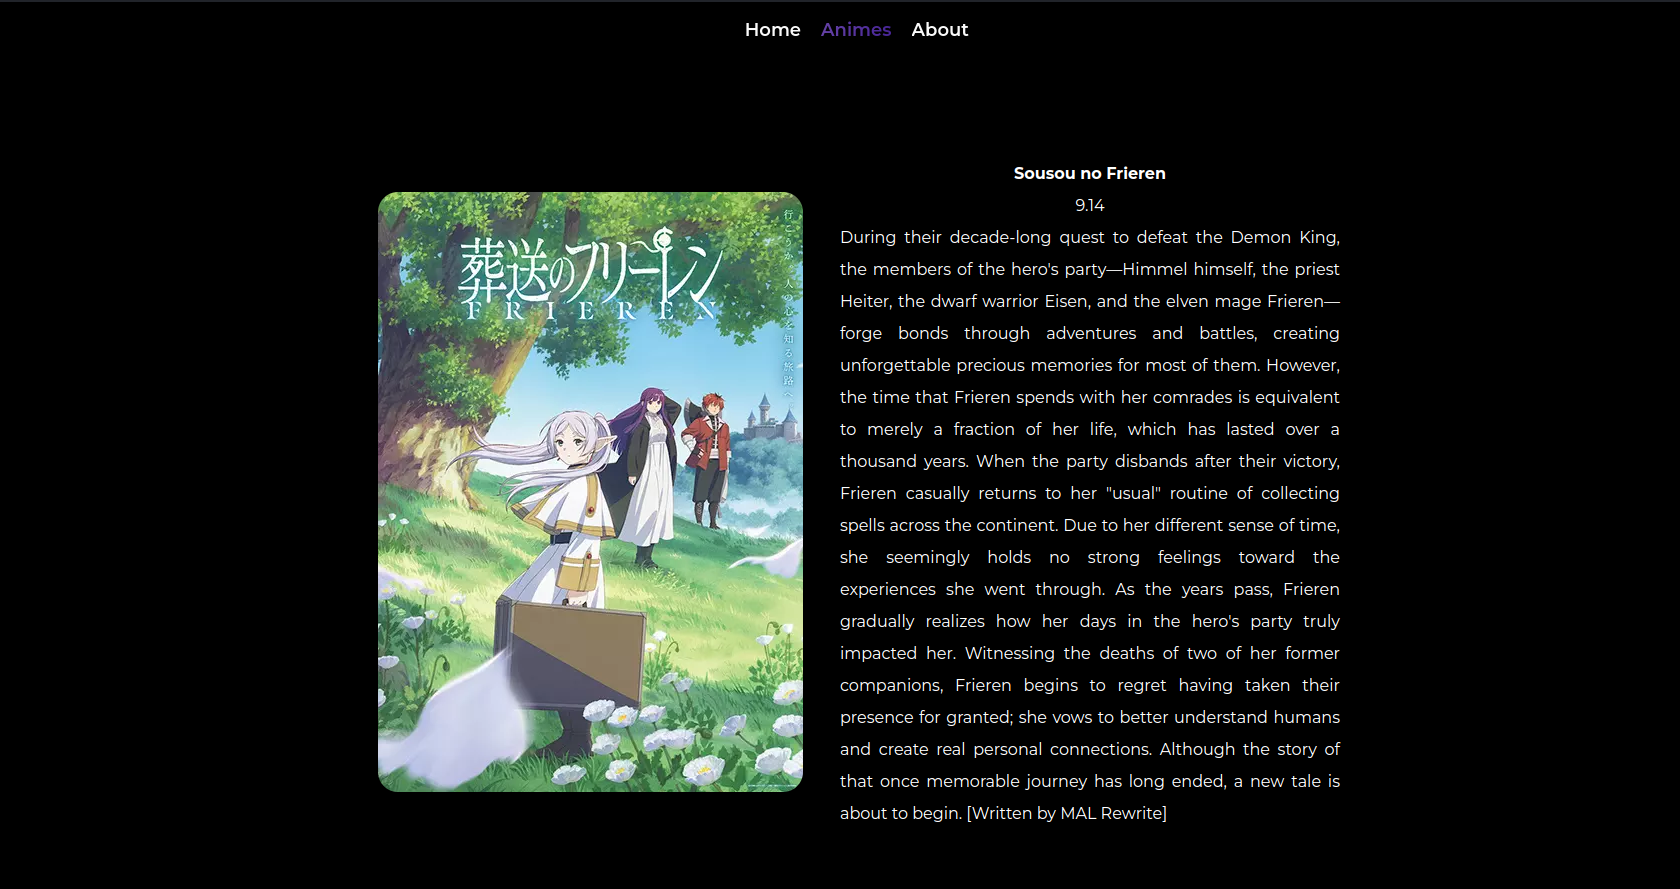 Home Animes About
Sousou no Frieren
9.14
During their decade-long quest to defeat the Demon King,
the members of the hero's party—Himmel himself, the priest
Heiter, the dwarf warrior Eisen, and the elven mage Frieren—
forge bonds through adventures and battles, creating
unforgettable precious memories for most of them. However,
the time that Frieren spends with her comrades is equivalent
to merely a fraction of her life, which has lasted over a
thousand years. When the party disbands after their victory,
Frieren casually returns to her "usual" routine of collecting
spells across the continent. Due to her different sense of time,
she seemingly holds no strong feelings toward the
experiences she went through. As the years pass, Frieren
gradually realizes how her days in the hero's party truly
impacted her. Witnessing the deaths of two of her former
companions, Frieren begins to regret having taken their
presence for granted; she vows to better understand humans
and create real personal connections. Although the story of
that once memorable journey has long ended, a new tale is
about to begin. [Written by MAL Rewrite]
葬送のフリーレン
FRIEREN
行こうか
人の心を知る旅路へ。